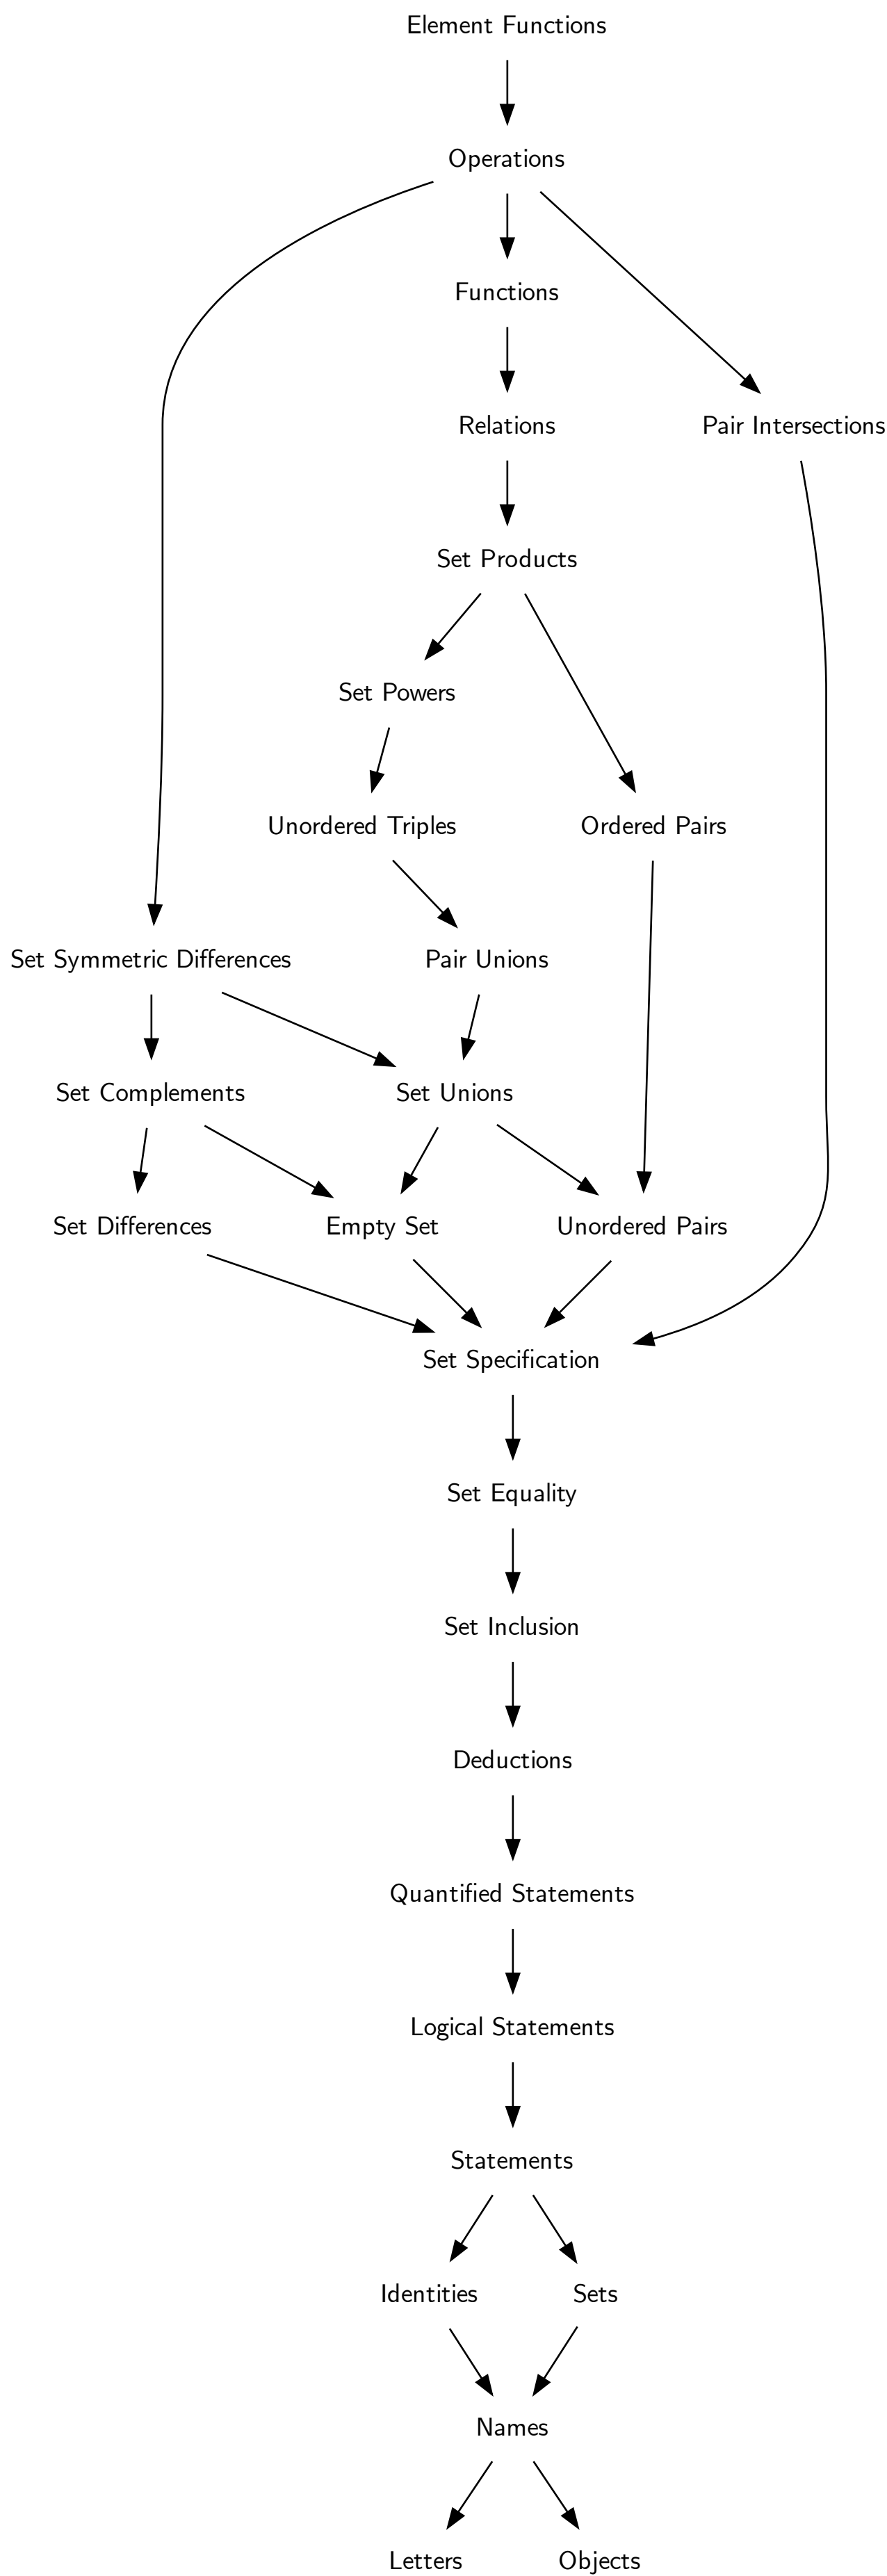 Element Functions
Operations
Functions
Relations
Pair Intersections
Set Products
Set Powers
Unordered Triples
Ordered Pairs
Set Symmetric Differences
Pair Unions
Set Complements
Set Unions
Set Differences
Empty Set
Unordered Pairs
Set Specification
Set Equality
Set Inclusion
Deductions
Quantified Statements
Logical Statements
Statements
Identities
Sets
Names
Letters
Objects